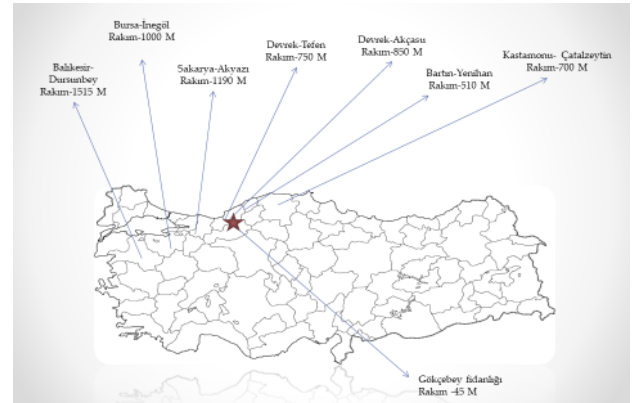 Bursa-İnegöl
Rakım-1000 M
Balıkesir-
Dursunbey
Rakım-1515 M
Sakarya-Akyazı
Rakım-1190 M
Devrek-Tefen
Rakım-750 M
Devrek-Akçasu
Rakım-850 M
Bartın-Yenihan
Rakım-510 M
Kastamonu- Çatalzeytin
Rakım-700 M
Gökçebey fidanlığı
Rakım -45 M